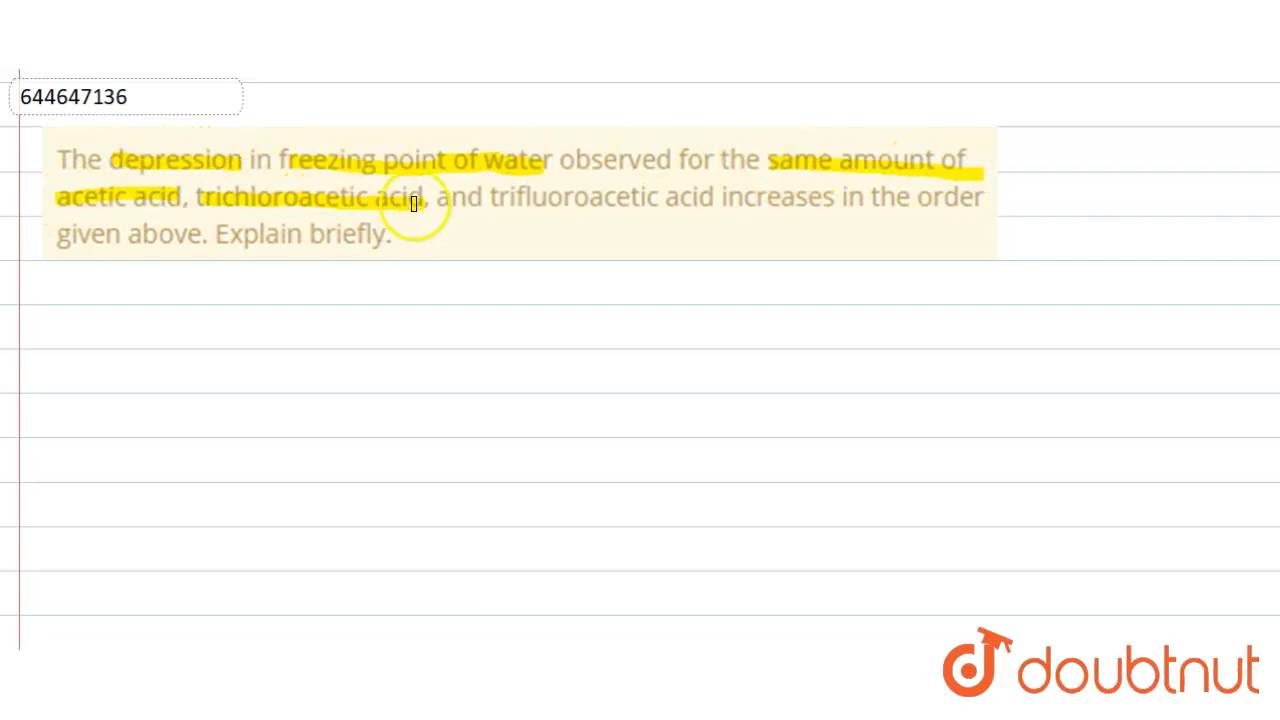 644647136
The depression in freezing point of water observed for the same amount of
acetic acid, trichloroacetic acid, and trifluoroacetic acid increases in the order
given above. Explain briefly.
doubtnut